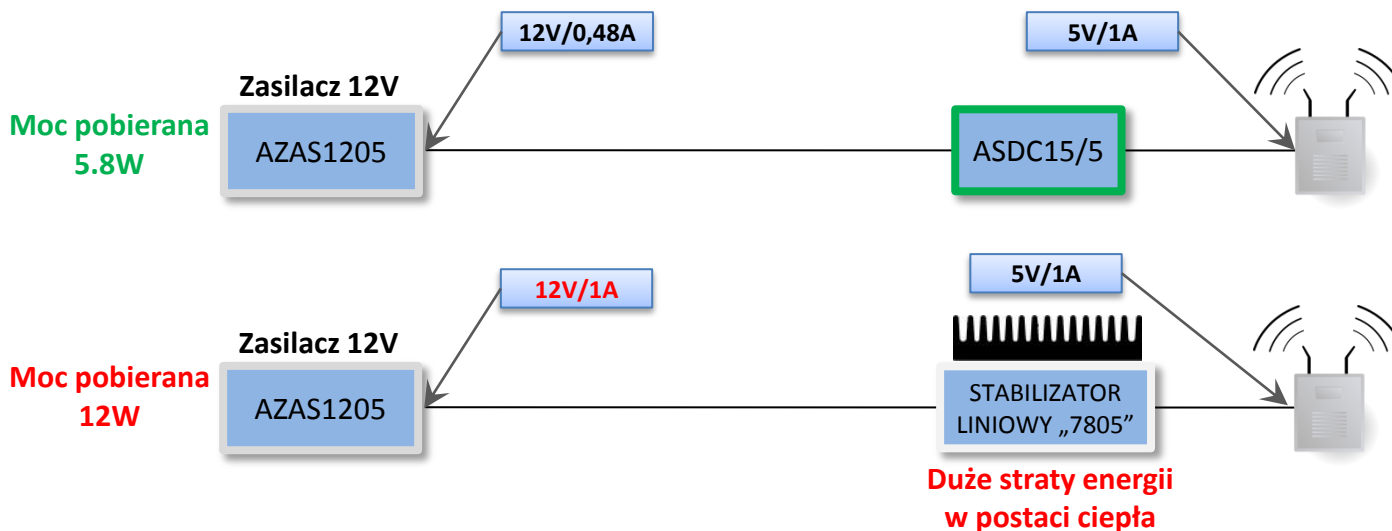 12V/0,48A
5V/1A
Zasilacz 12V
Moc pobierana
5.8W
AZAS1205
ASDC15/5
12V/1A
5V/1A
Zasilacz 12V
Moc pobierana
12W
AZAS1205
STABILIZATOR
LINIOWY „7805”
Duże straty energii
w postaci ciepła